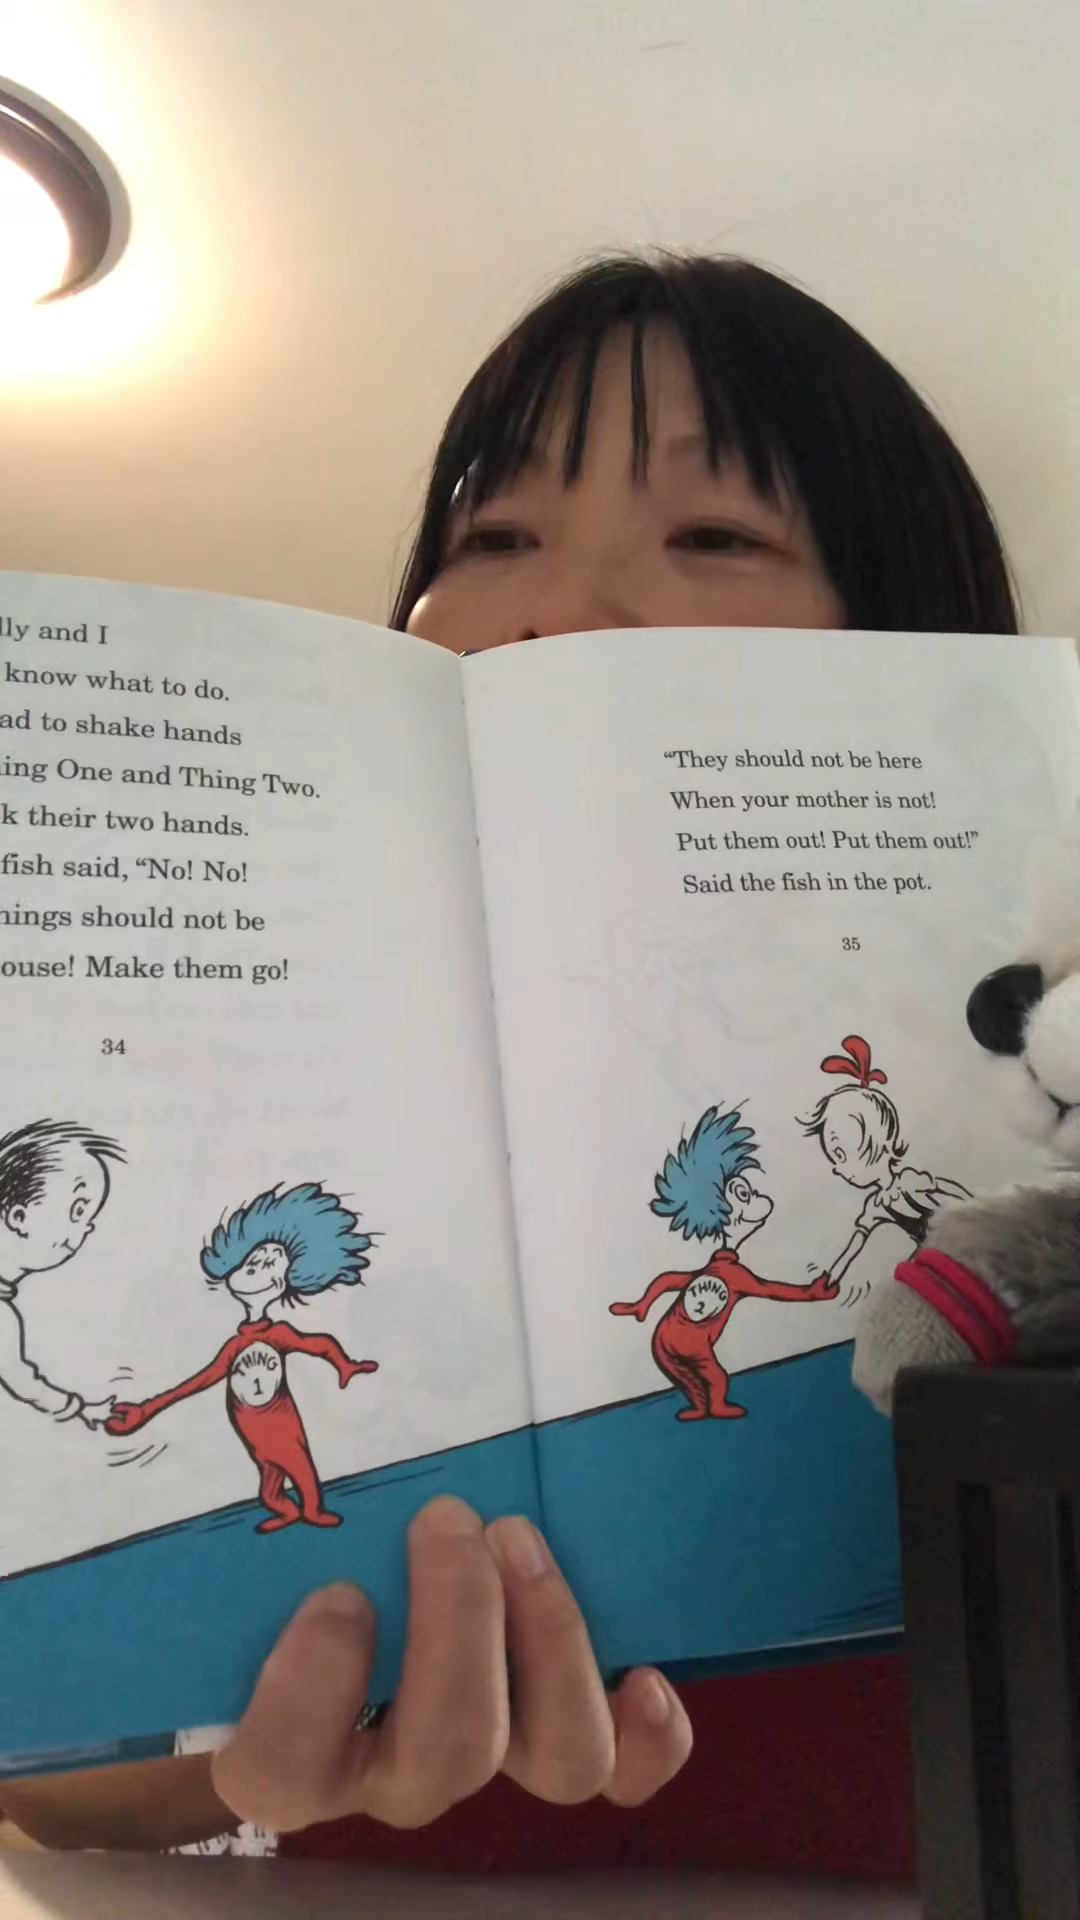 lly and I
know what to do.
ad to shake hands
ing One and Thing Two.
k their two hands.
fish said, “No! No!
ings should not be
ouse! Make them go!
34
“They should not be here
When your mother is not!
Put them out! Put them out!”
Said the fish in the pot.
35
THING
1
THING
2